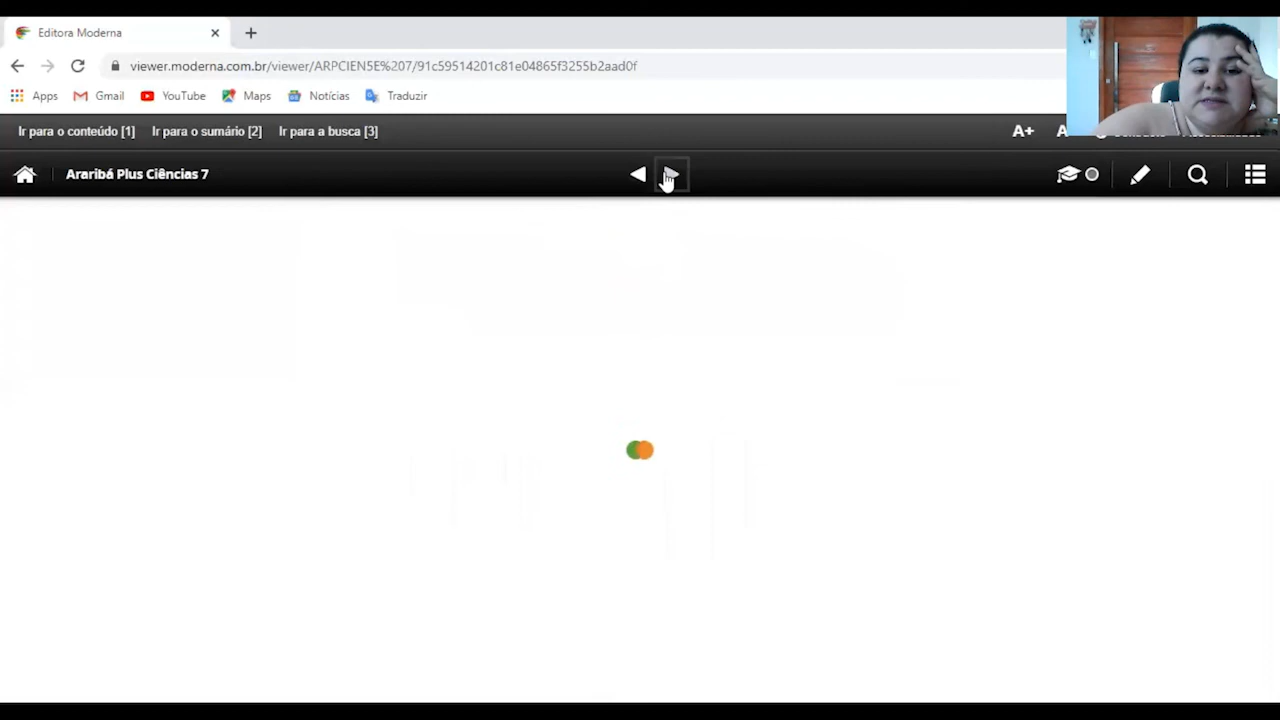 Editora Moderna
viewer.moderna.com.br/viewer/ARPCIEN5E%207/91c59514201c81e04865f3255b2aad0f
Apps Gmail YouTube Maps Notícias Traduzir
Ir para o conteúdo [1] Ir para o sumário [2] Ir para a busca [3] A+
Araribá Plus Ciências 7